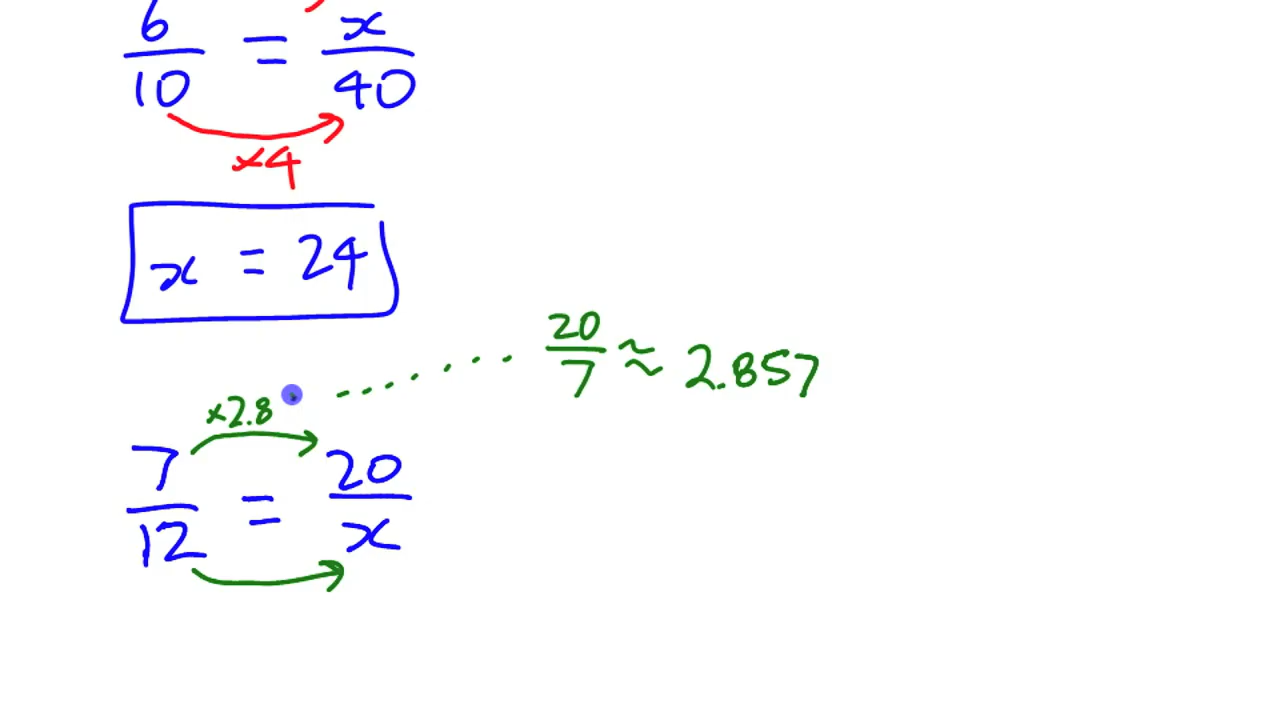 6/10 = x/40
×4
x = 24
20/7 ≈ 2.857
×2.8
7/12 = 20/x